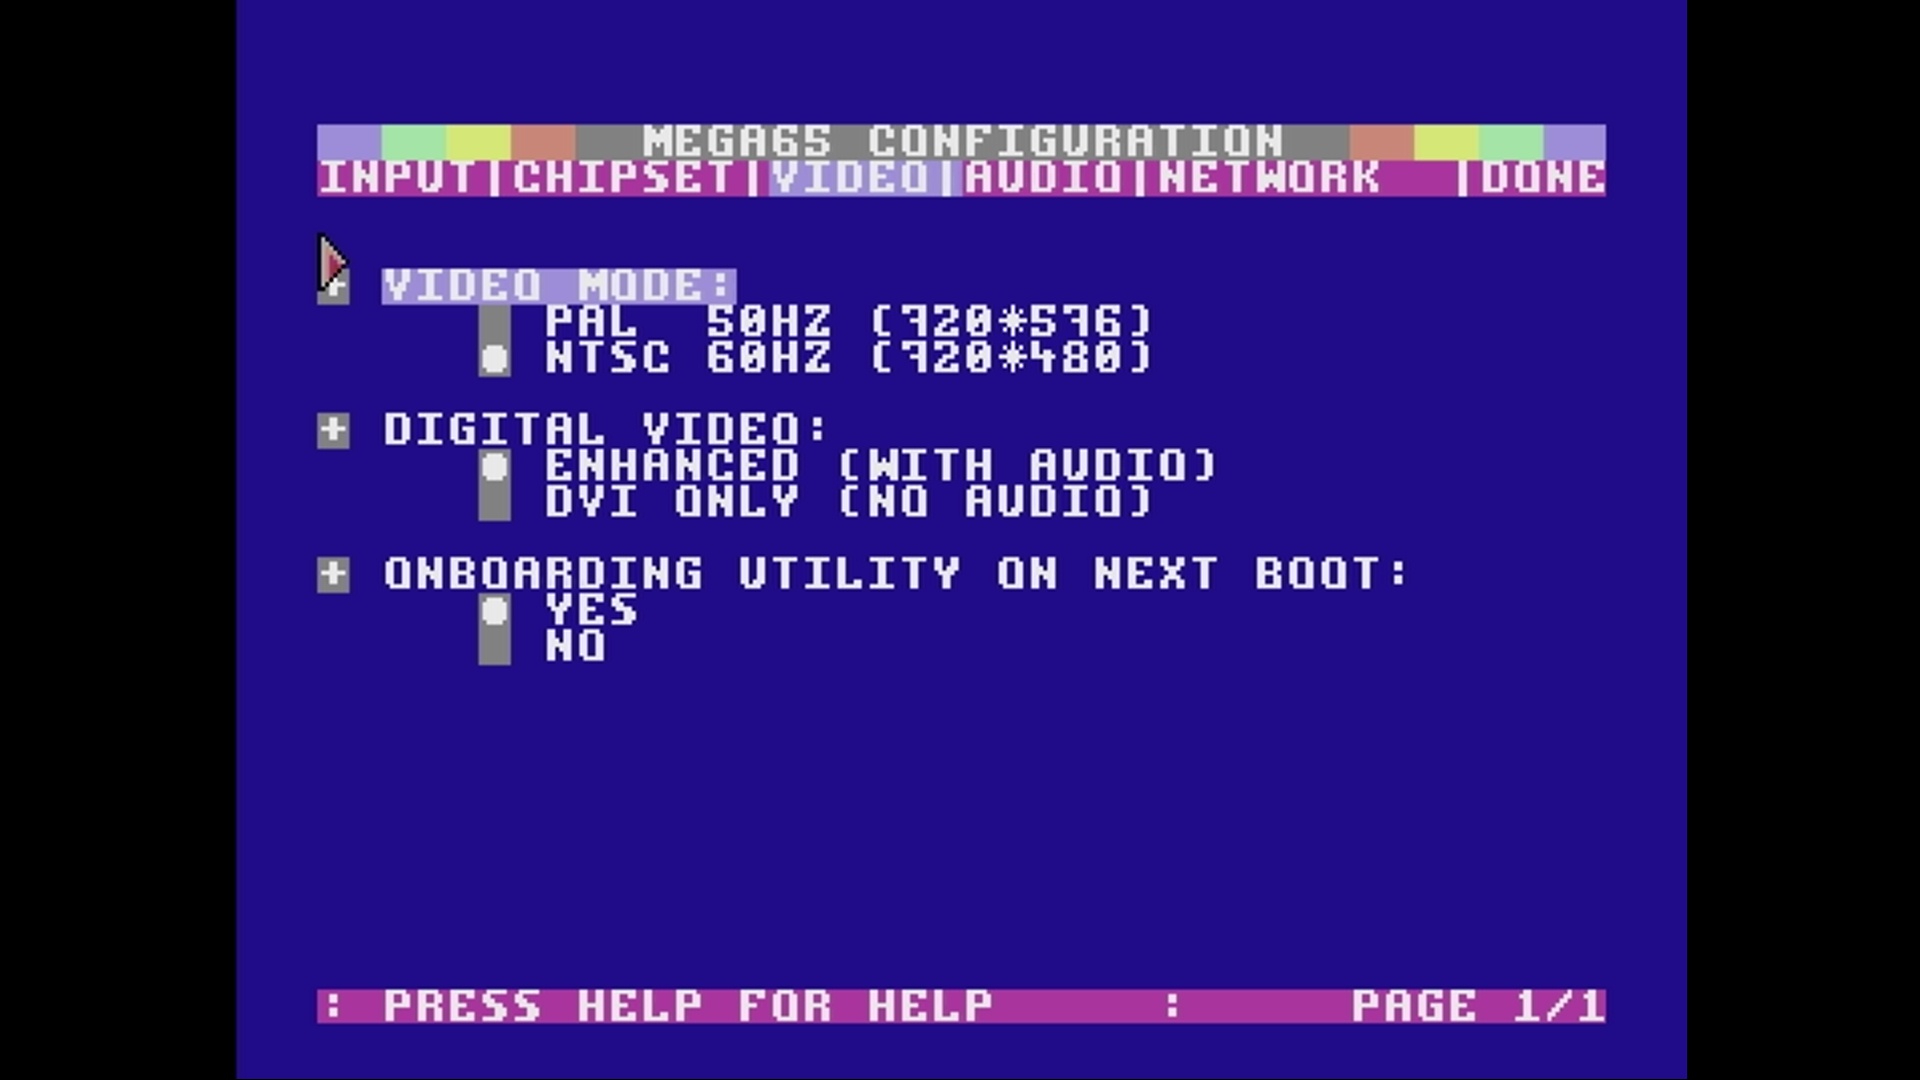 MEGA65 CONFIGURATION
INPUT|CHIPSET|VIDEO|AUDIO|NETWORK |DONE
+ VIDEO MODE:
PAL 50HZ (720*576)
NTSC 60HZ (720*480)
+ DIGITAL VIDEO:
ENHANCED (WITH AUDIO)
DVI ONLY (NO AUDIO)
+ ONBOARDING UTILITY ON NEXT BOOT:
YES
NO
: PRESS HELP FOR HELP : PAGE 1/1